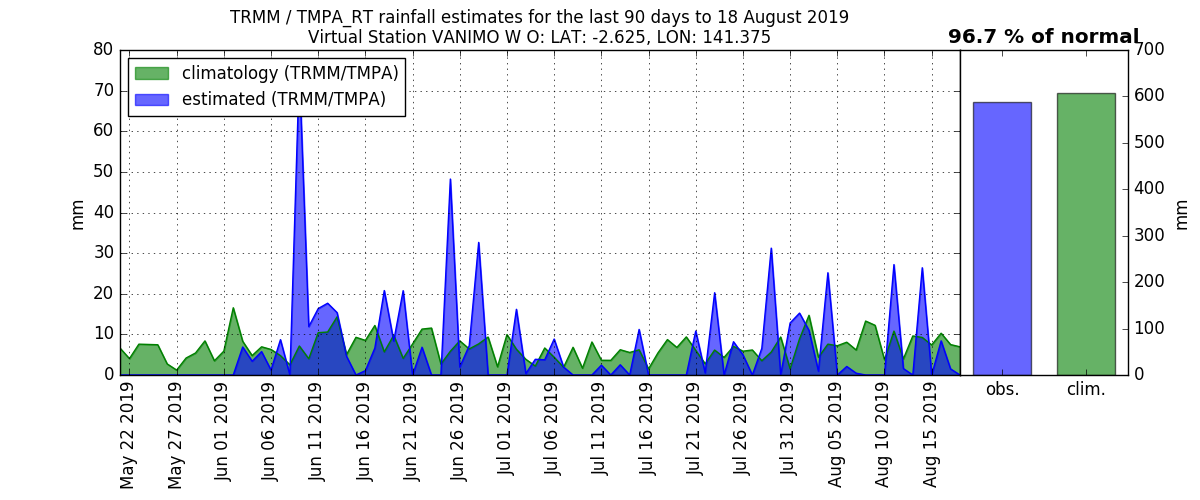 TRMM / TMPA_RT rainfall estimates for the last 90 days to 18 August 2019
Virtual Station VANIMO W O: LAT: -2.625, LON: 141.375
96.7 % of normal
climatology (TRMM/TMPA)
estimated (TRMM/TMPA)
mm
80
70
60
50
40
30
20
10
0
May 22 2019
May 27 2019
Jun 01 2019
Jun 06 2019
Jun 11 2019
Jun 16 2019
Jun 21 2019
Jun 26 2019
Jul 01 2019
Jul 06 2019
Jul 11 2019
Jul 16 2019
Jul 21 2019
Jul 26 2019
Jul 31 2019
Aug 05 2019
Aug 10 2019
Aug 15 2019
obs.
clim.
700
600
500
400
300
200
100
0
mm